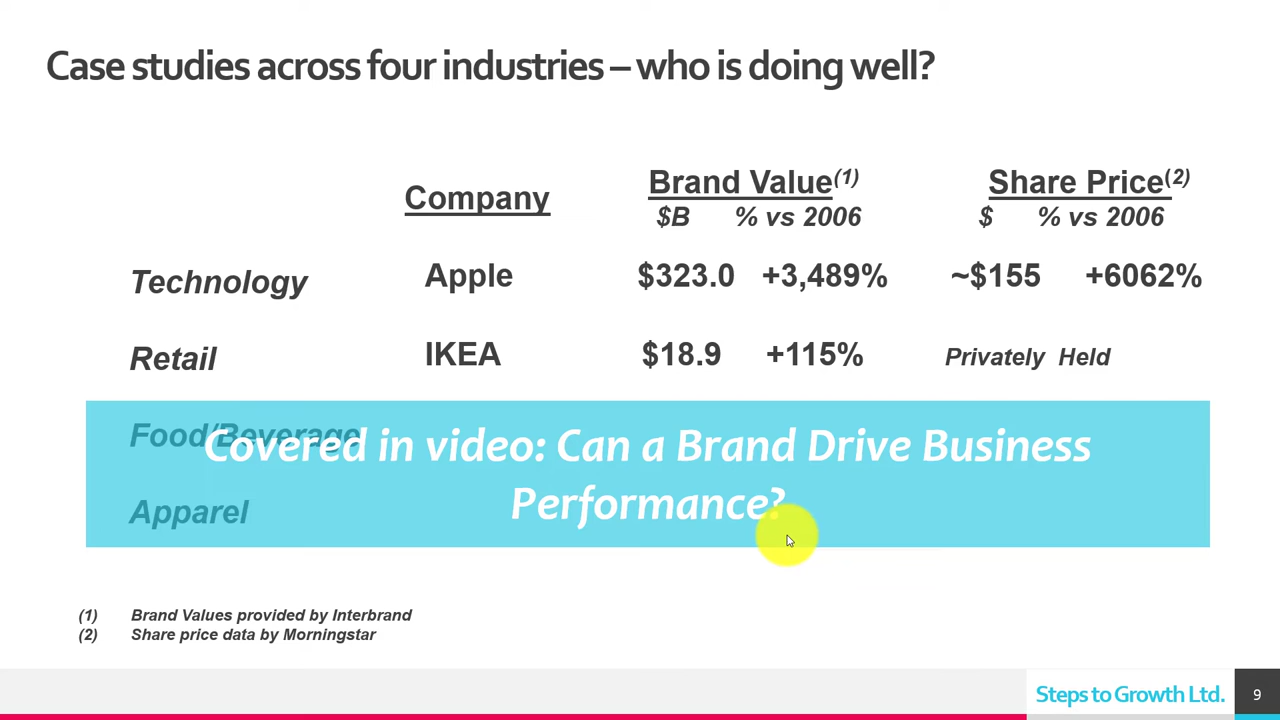 Case studies across four industries – who is doing well?
Company Brand Value(1) Share Price(2)
$B % vs 2006 $ % vs 2006
Technology Apple $323.0 +3,489% ~$155 +6062%
Retail IKEA $18.9 +115% Privately Held
Food/Beverage
Covered in video: Can a Brand Drive Business
Performance?
Apparel
(1) Brand Values provided by Interbrand
(2) Share price data by Morningstar
Steps to Growth Ltd. 9